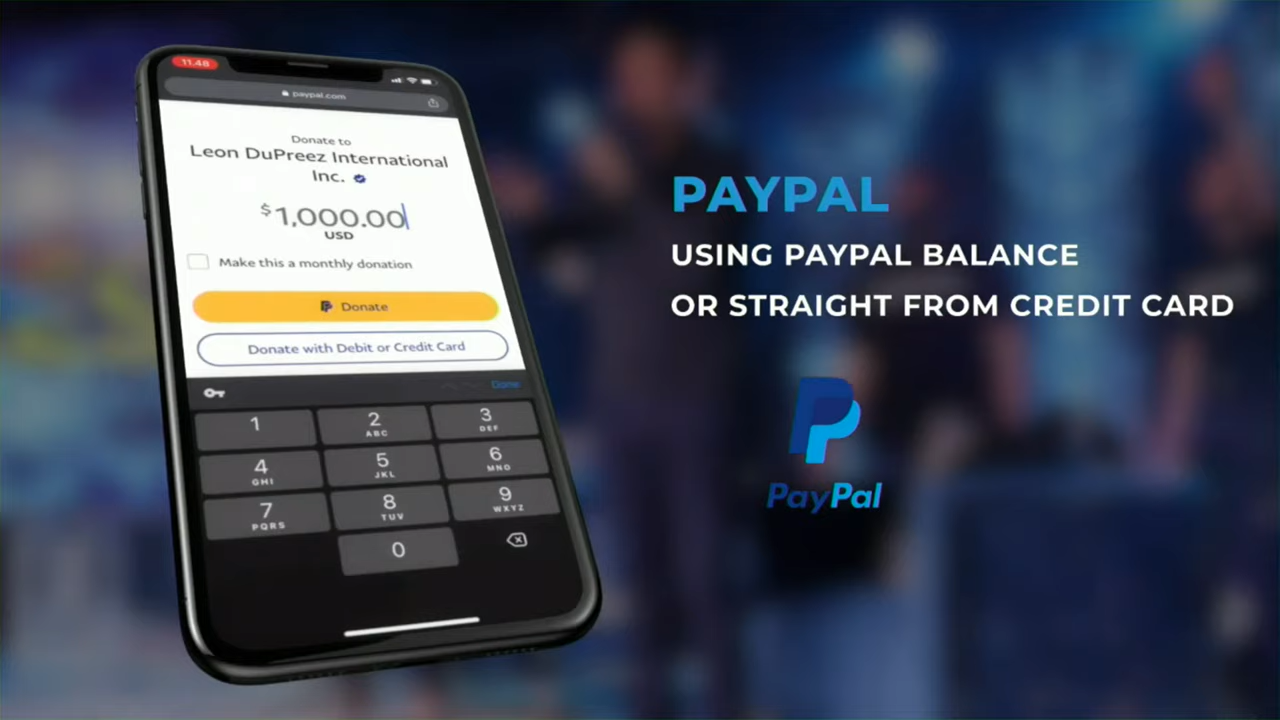 11.48
paypal.com
Donate to
Leon DuPreez International
Inc.
$1,000.00
USD
Make this a monthly donation
Donate
Donate with Debit or Credit Card
Done
1
2
ABC
3
DEF
4
GHI
5
JKL
6
MNO
7
PQRS
8
TUV
9
WXYZ
0
PAYPAL
USING PAYPAL BALANCE
OR STRAIGHT FROM CREDIT CARD
PayPal